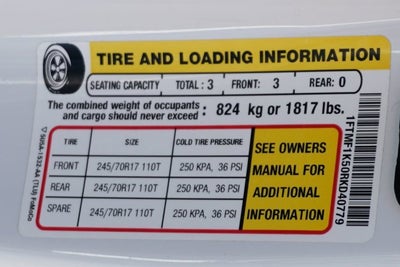 TIRE AND LOADING INFORMATION
SEATING CAPACITY TOTAL : 3 FRONT: 3 REAR: 0
The combined weight of occupants and cargo should never exceed : 824 kg or 1817 lbs.
TIRE SIZE COLD TIRE PRESSURE
FRONT 245/70R17 110T 250 KPA, 36 PSI
REAR 245/70R17 110T 250 KPA, 36 PSI
SPARE 245/70R17 110T 250 KPA, 36 PSI
SEE OWNERS
MANUAL FOR
ADDITIONAL
INFORMATION
1FTMF1K50RKD40779